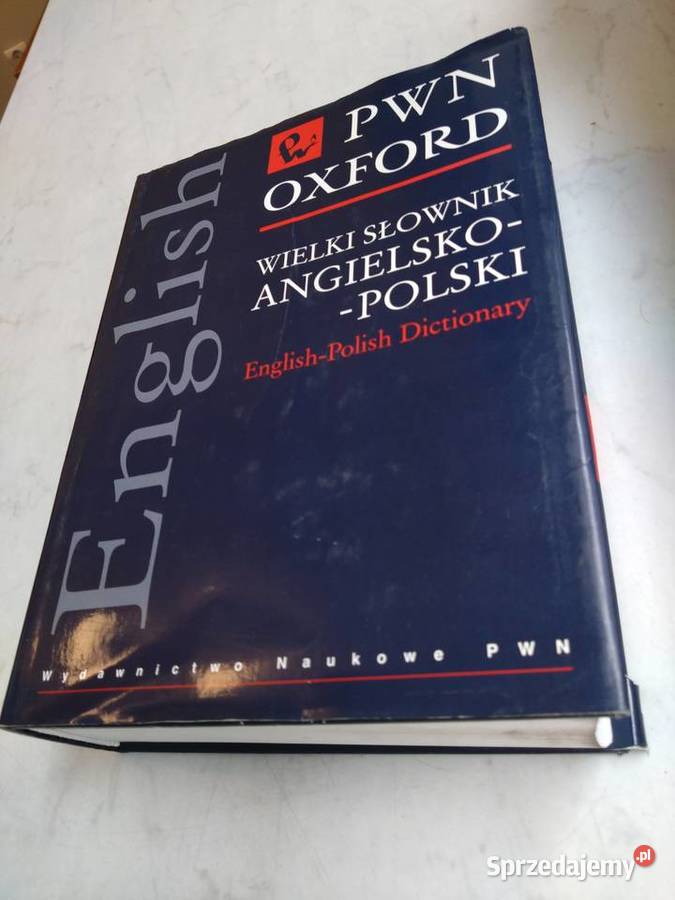 English
PWN
OXFORD
WIELKI SŁOWNIK
ANGIELSKO-
-POLSKI
English-Polish Dictionary
Wydawnictwo Naukowe PWN
Sprzedajemy.pl